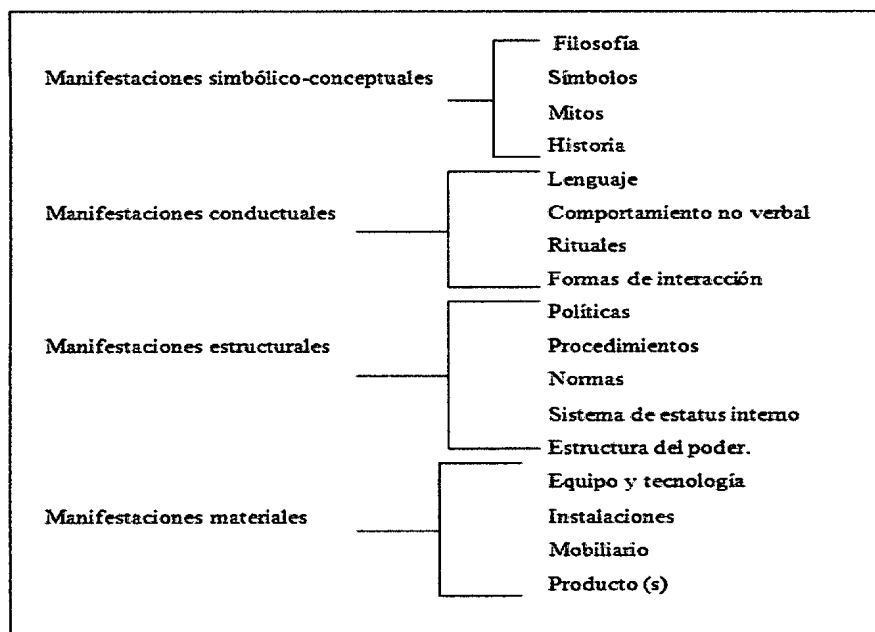 Manifestaciones simbólico-conceptuales
Filosofía
Símbolos
Mitos
Historia
Manifestaciones conductuales
Lenguaje
Comportamiento no verbal
Rituales
Formas de interacción
Manifestaciones estructurales
Políticas
Procedimientos
Normas
Sistema de estatus interno
Estructura del poder.
Manifestaciones materiales
Equipo y tecnología
Instalaciones
Mobiliario
Producto (s)